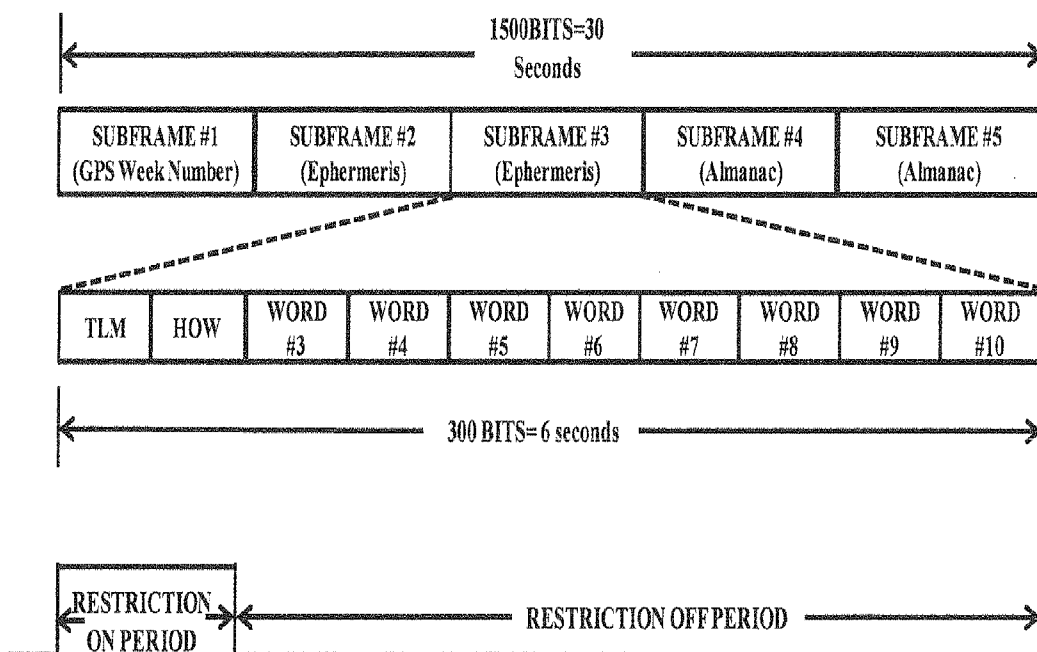 1500BITS=30
Seconds
SUBFRAME #1
(GPS Week Number)
SUBFRAME #2
(Ephermeris)
SUBFRAME #3
(Ephermeris)
SUBFRAME #4
(Almanac)
SUBFRAME #5
(Almanac)
TLM
HOW
WORD
#3
WORD
#4
WORD
#5
WORD
#6
WORD
#7
WORD
#8
WORD
#9
WORD
#10
300 BITS= 6 seconds
RESTRICTION
ON PERIOD
RESTRICTION OFF PERIOD